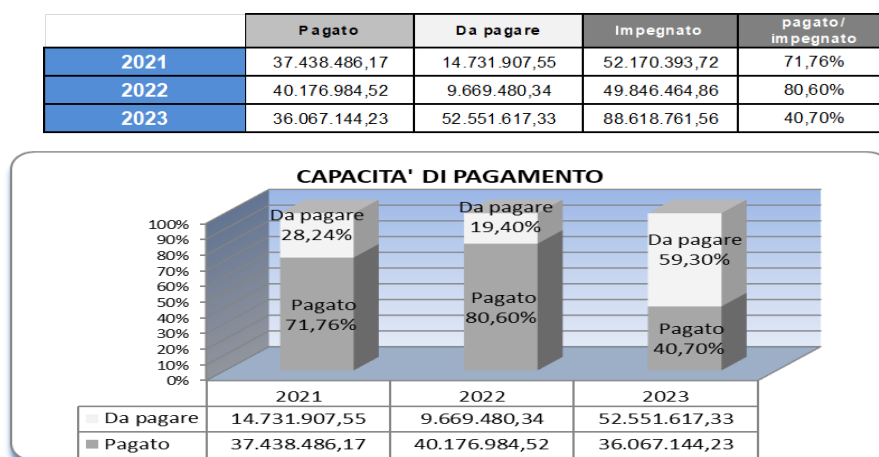 Pagato Da pagare Impegnato pagato/
impegnato
2021 37.438.486,17 14.731.907,55 52.170.393,72 71,76%
2022 40.176.984,52 9.669.480,34 49.846.464,86 80,60%
2023 36.067.144,23 52.551.617,33 88.618.761,56 40,70%
CAPACITA' DI PAGAMENTO
100%
90%
80%
70%
60%
50%
40%
30%
20%
10%
0%
Da pagare
28,24%
Pagato
71,76%
Da pagare
19,40%
Pagato
80,60%
Da pagare
59,30%
Pagato
40,70%
2021 2022 2023
Da pagare 14.731.907,55 9.669.480,34 52.551.617,33
Pagato 37.438.486,17 40.176.984,52 36.067.144,23